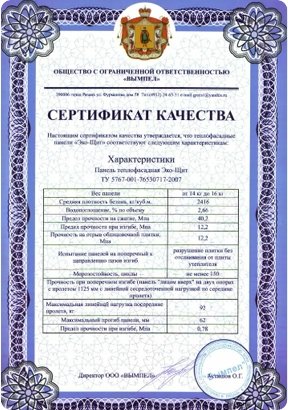 ОБЩЕСТВО С ОГРАНИЧЕННОЙ ОТВЕТСТВЕННОСТЬЮ
«ВЫМПЕЛ»
СЕРТИФИКАТ КАЧЕСТВА
Настоящим сертификатом качества утверждается, что теплофасадные
панели «Эко-Щит» соответствуют следующим характеристикам:
Характеристики
Панель теплофасадная Эко-Щит
ТУ 5767-001-76530717-2007
Вес панели от 14 кг до 16 кг
Средняя плотность бетона, кг/куб.м. 2416
Водопоглощение, % по объему 2,66
Предел прочности на сжатие, Мпа 40,2
Предел прочности при изгибе, Мпа 12,2
Прочность на отрыв облицовочной плитки,
Мпа 12,2
Испытание панелей на поперечный к
направлению пазов изгиб
разрушение плитки без
отслоения от плиты
утеплителя
Морозостойкость, циклы не менее 150
Прочность при поперечном изгибе (панель "лицом вверх" на двух опорах
с пролетом 1125 мм с линейной сосредоточенной нагрузкой по середине
пролета)
Максимальная линейная нагрузка посередине
пролета, кг 92
Максимальный прогиб панели, мм 62
Предел прочности при изгибе, Мпа 0,78
Директор ООО «ВЫМПЕЛ»